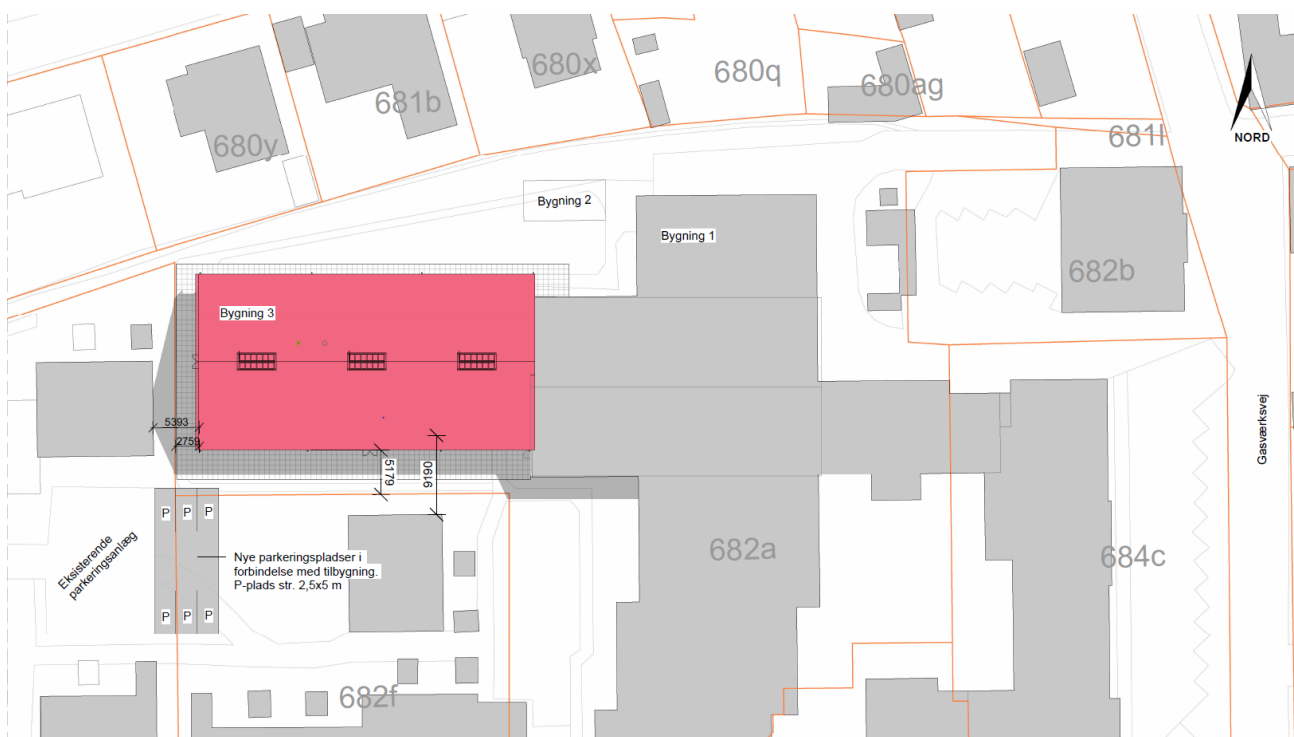 680x
680q
680ag
681b
681l
NORD
680y
Bygning 2
Bygning 1
682b
Bygning 3
Gasværksvej
5393
2759
5179
9190
P P P
Eksisterende
parkeringsanlæg
Nye parkeringspladser i
forbindelse med tilbygning.
P-plads str. 2,5x5 m
682a
684c
P P P
682f